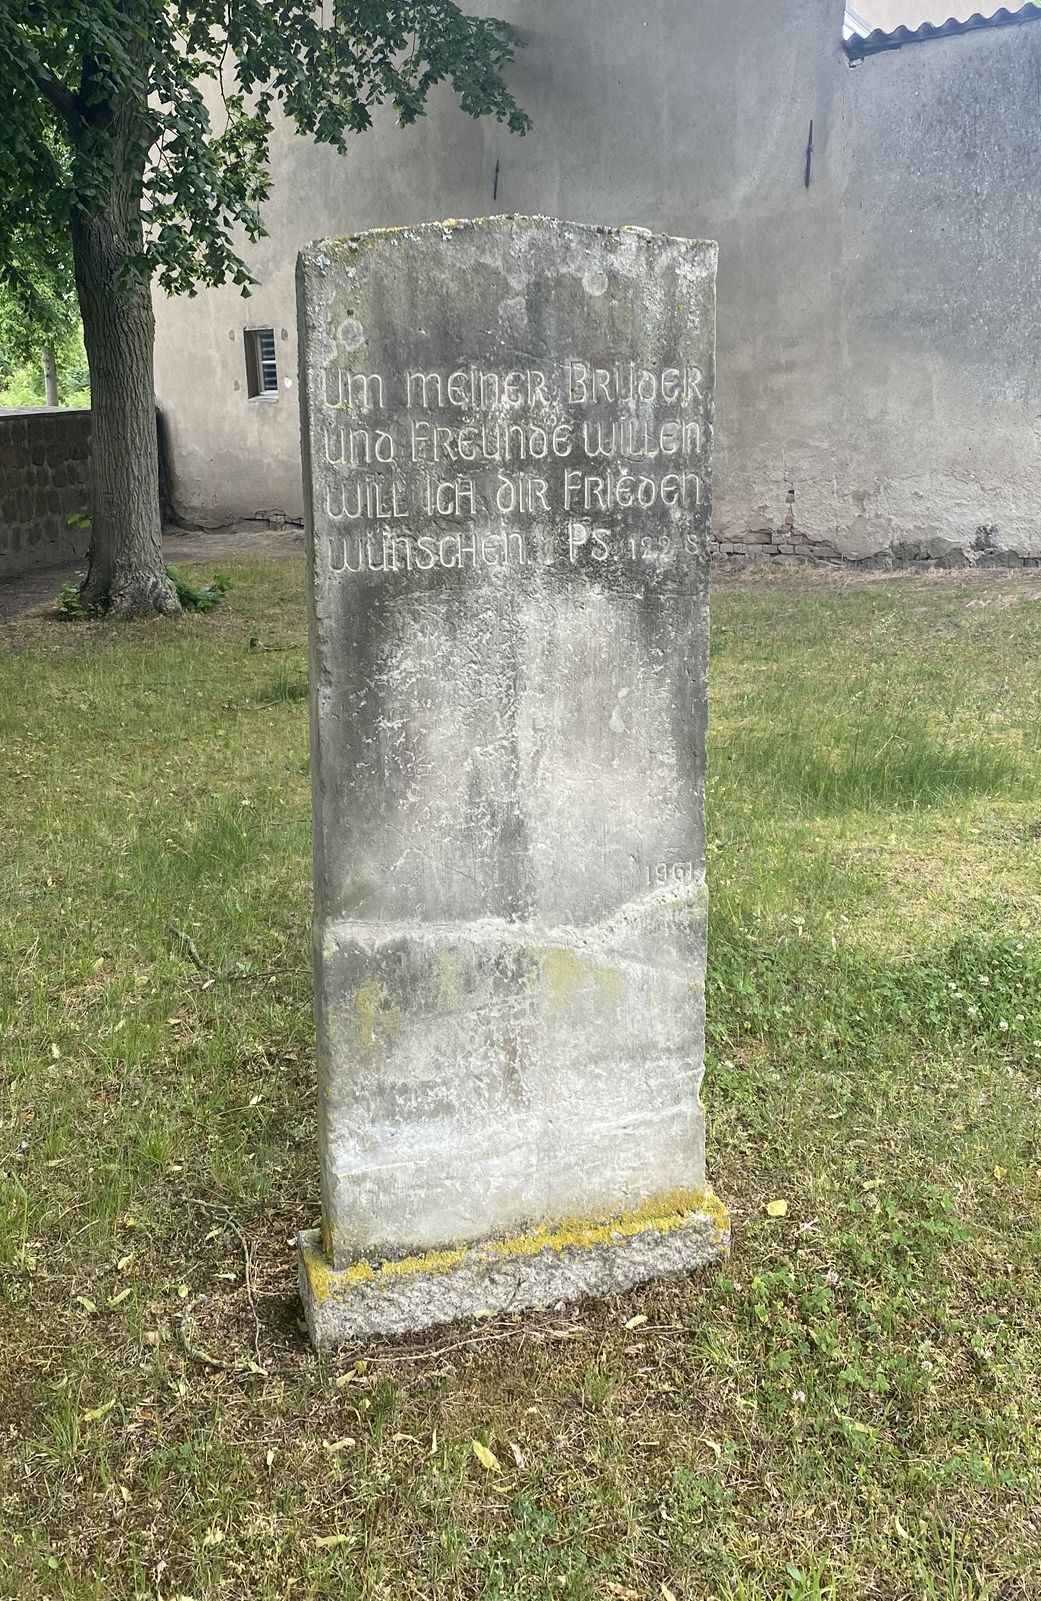 UM MEINER BRÜDER
UND FREUNDE WILLEN
WILL ICH DIR FRIEDEN
WÜNSCHEN. PS. 122.8
1961